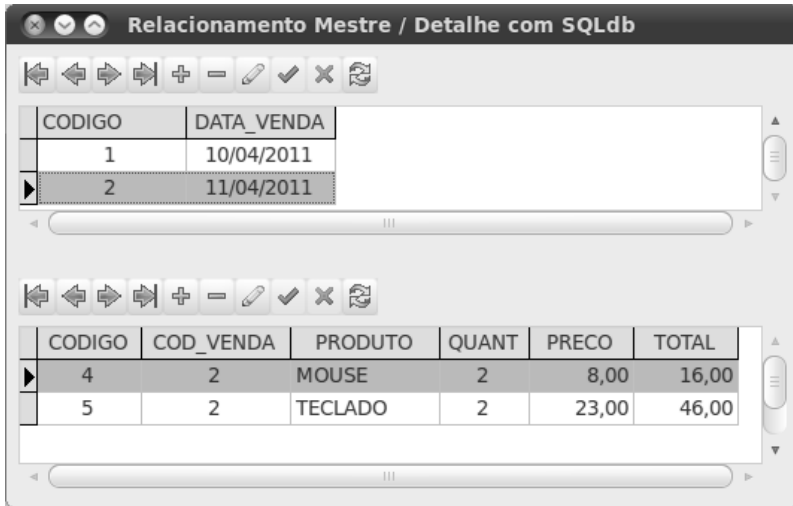 Relacionamento Mestre / Detalhe com SQLdb
CODIGO DATA_VENDA
1 10/04/2011
2 11/04/2011
CODIGO COD_VENDA PRODUTO QUANT PRECO TOTAL
4 2 MOUSE 2 8,00 16,00
5 2 TECLADO 2 23,00 46,00